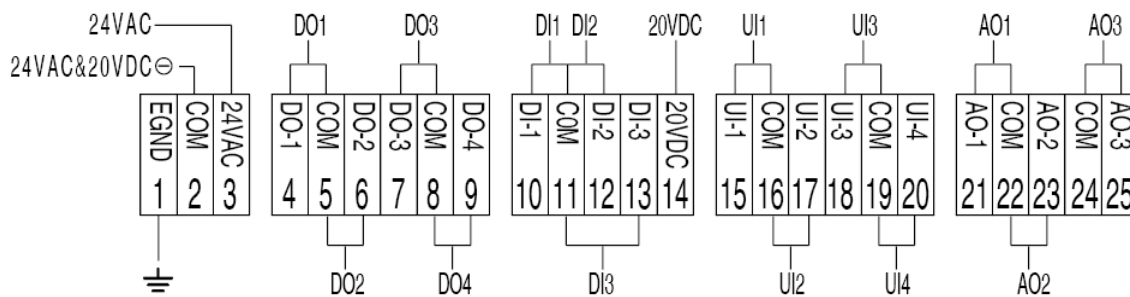 24VAC DO1 DO3 DI1 DI2 20VDC UI1 UI3 AO1 AO3
24VAC&20VDC⊖
EGND COM 24VAC DO-1 COM DO-2 DO-3 COM DO-4 DI-1 COM DI-2 DI-3 20VDC UI-1 COM UI-2 UI-3 COM UI-4 AO-1 COM AO-2 COM AO-3
1 2 3 4 5 6 7 8 9 10 11 12 13 14 15 16 17 18 19 20 21 22 23 24 25
DO2 DO4 DI3 UI2 UI4 AO2